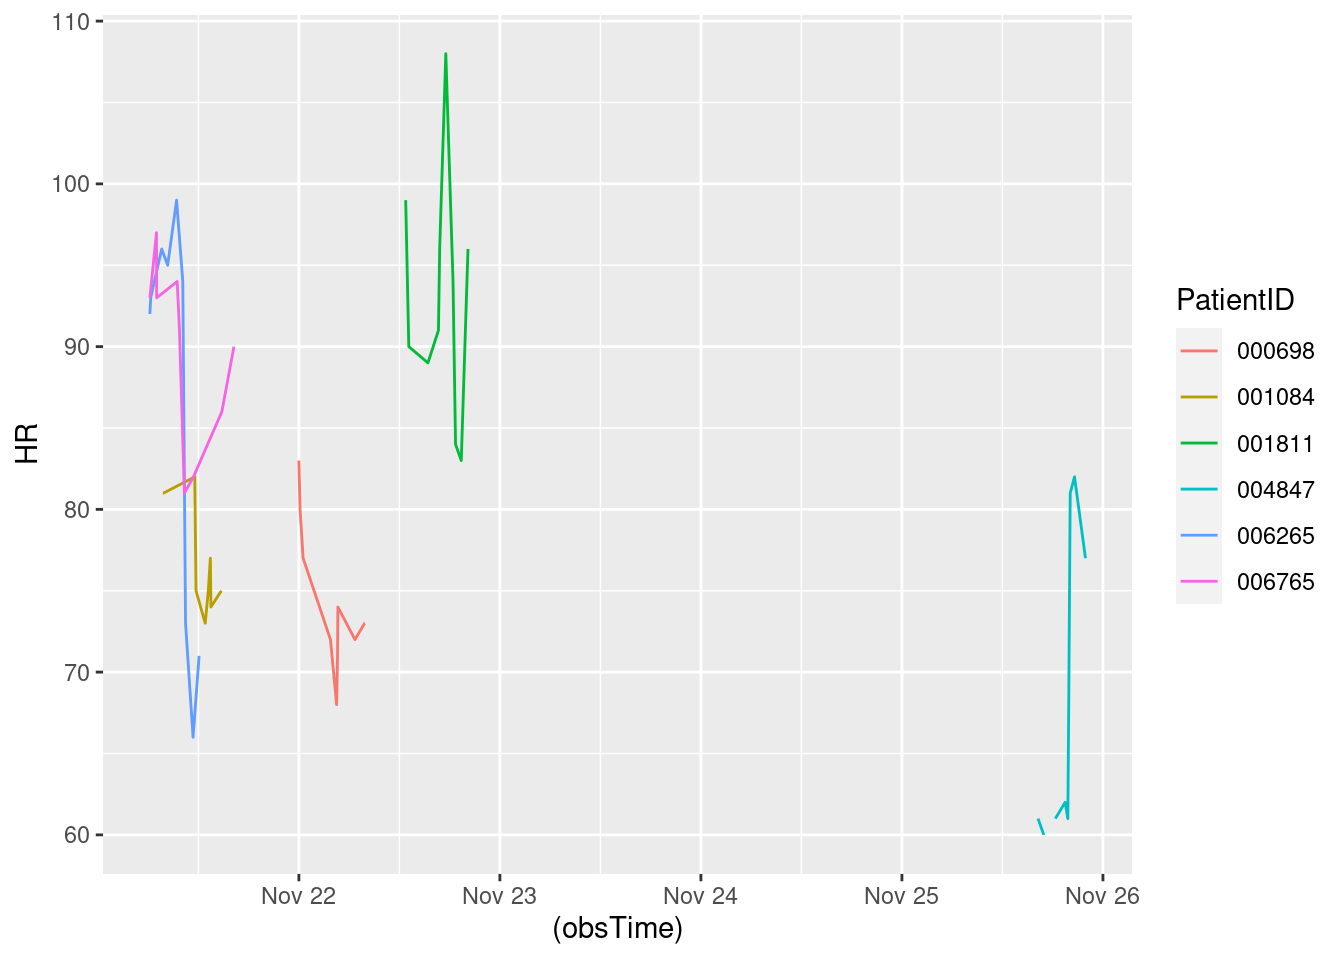 110
100
90
80
70
60
HR
Nov 22
Nov 23
Nov 24
Nov 25
Nov 26
(obsTime)
PatientID
000698
001084
001811
004847
006265
006765